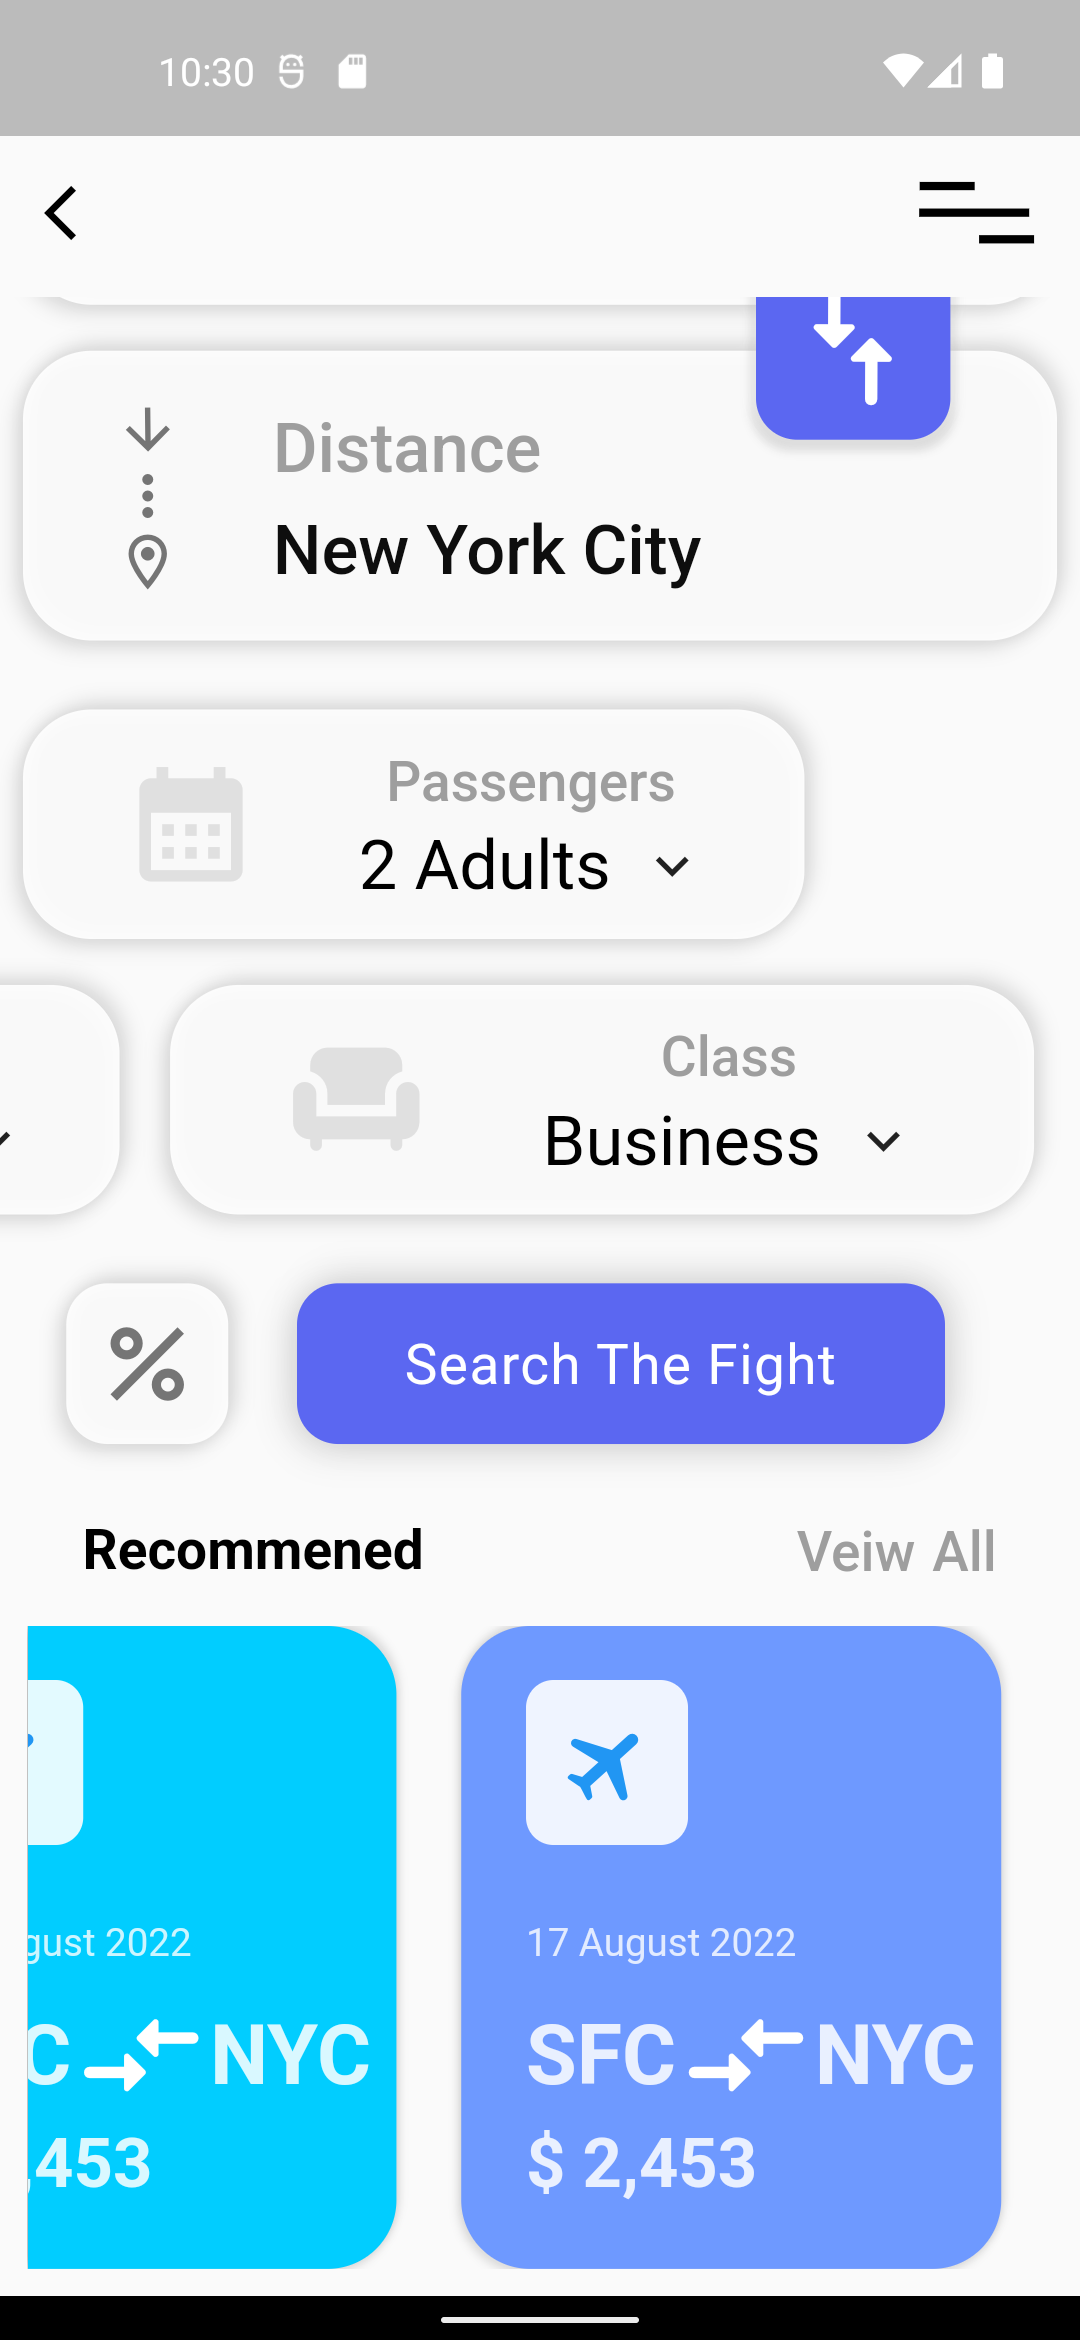 10:30
Distance
New York City
Passengers
2 Adults
Class
Business
Search The Fight
Recommened
Veiw All
gust 2022
17 August 2022
C NYC
SFC NYC
,453
$ 2,453